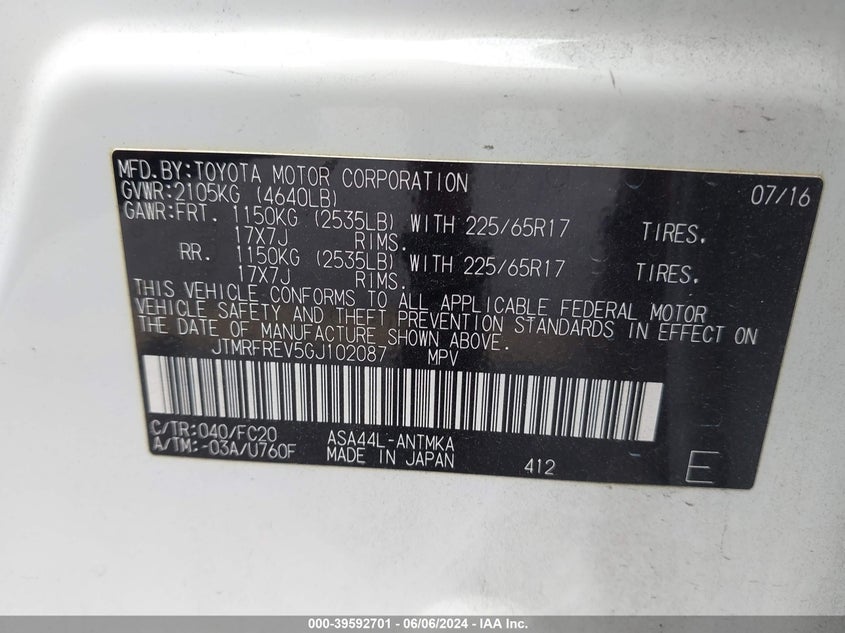 MFD.BY:TOYOTA MOTOR CORPORATION 07/16
GVWR:2105KG (4640LB)
GAWR:FRT. 1150KG (2535LB) WITH 225/65R17 TIRES.
17X7J RIMS.
RR. 1150KG (2535LB) WITH 225/65R17 TIRES.
17X7J RIMS.
THIS VEHICLE CONFORMS TO ALL APPLICABLE FEDERAL MOTOR
VEHICLE SAFETY AND THEFT PREVENTION STANDARDS IN EFFECT ON
THE DATE OF MANUFACTURE SHOWN ABOVE.
JTMRFREV5GJ102087 MPV
C/TR:040/FC20 ASA44L-ANTMKA
A/TM:-03A/U760F MADE IN JAPAN 412 E
000-39592701 - 06/06/2024 - IAA Inc.